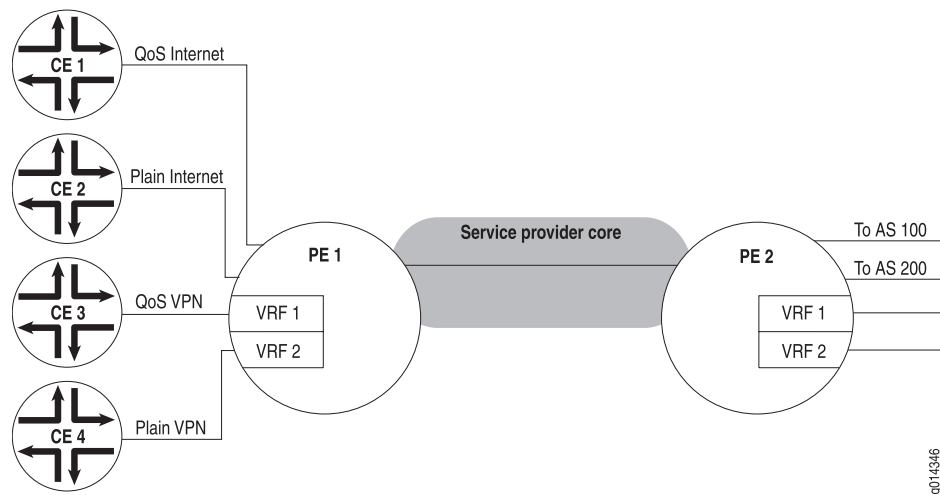 CE 1
QoS Internet
CE 2
Plain Internet
CE 3
QoS VPN
CE 4
Plain VPN
PE 1
VRF 1
VRF 2
Service provider core
PE 2
VRF 1
VRF 2
To AS 100
To AS 200
g014346